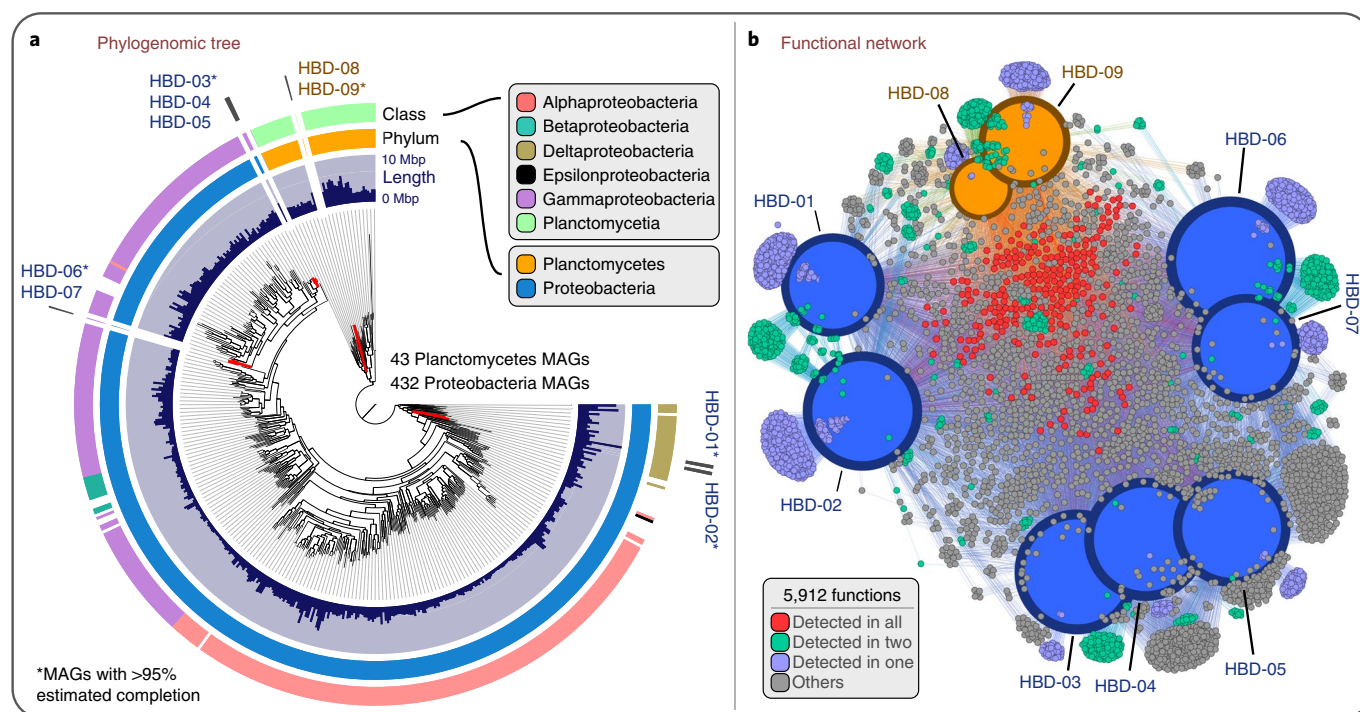 a
Phylogenomic tree
HBD-03*
HBD-04
HBD-05
HBD-08
HBD-09*
Class
Phylum
10 Mbp
Length
0 Mbp
Alphaproteobacteria
Betaproteobacteria
Deltaproteobacteria
Epsilonproteobacteria
Gammaproteobacteria
Planctomycetia
Planctomycetes
Proteobacteria
HBD-06*
HBD-07
43 Planctomycetes MAGs
432 Proteobacteria MAGs
HBD-01*
HBD-02*
*MAGs with >95%
estimated completion
b
Functional network
HBD-09
HBD-08
HBD-06
HBD-01
HBD-07
HBD-02
5,912 functions
Detected in all
Detected in two
Detected in one
Others
HBD-03
HBD-04
HBD-05